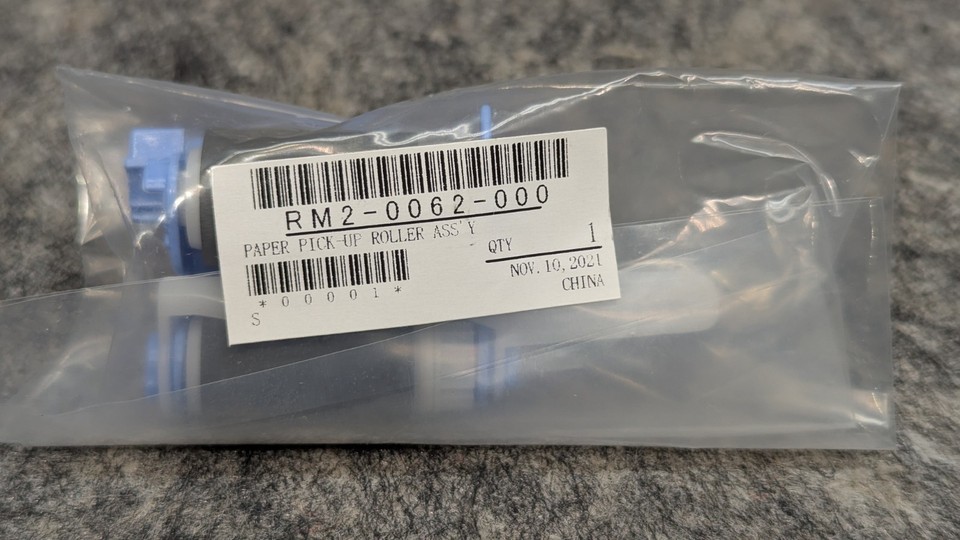 RM2-0062-000
PAPER PICK-UP ROLLER ASS'Y
QTY 1
*00001*
NOV. 10, 2021
CHINA
S